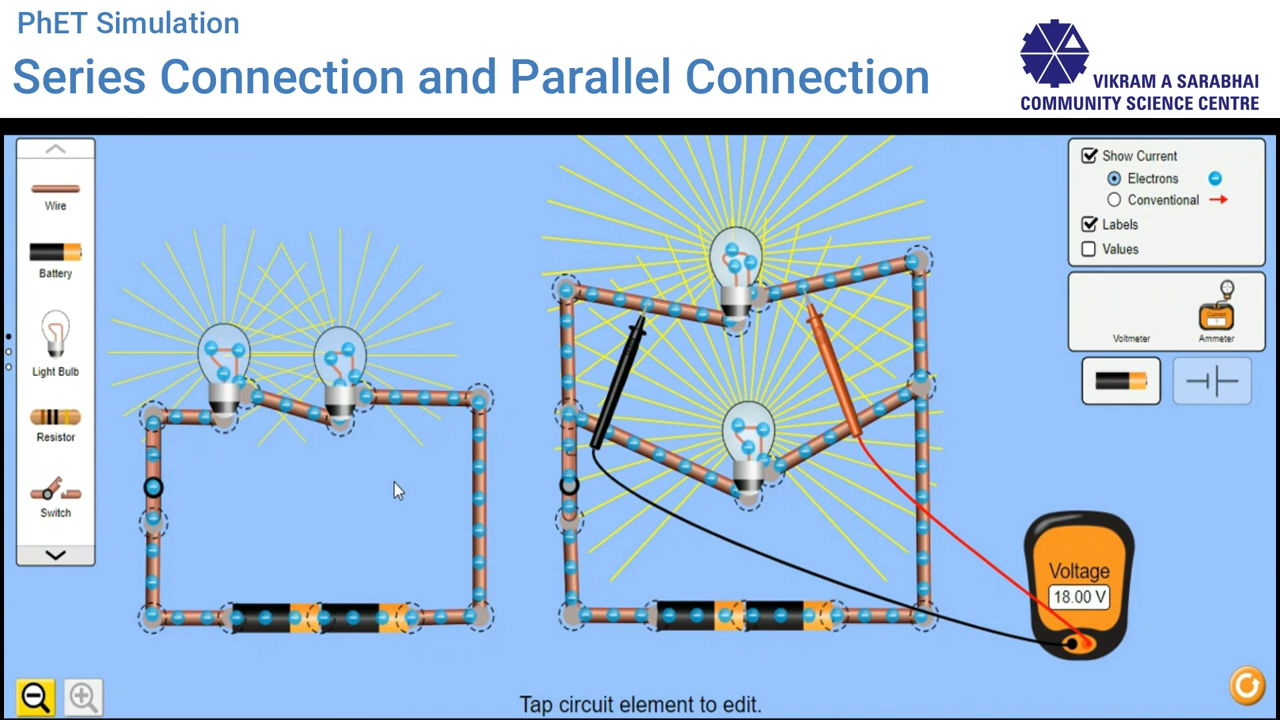 PhET Simulation
Series Connection and Parallel Connection
VIKRAM A SARABHAI
COMMUNITY SCIENCE CENTRE
Wire
Battery
Light Bulb
Resistor
Switch
Show Current
Electrons
Conventional
Labels
Values
Voltmeter
Ammeter
Voltage
18.00 V
Tap circuit element to edit.